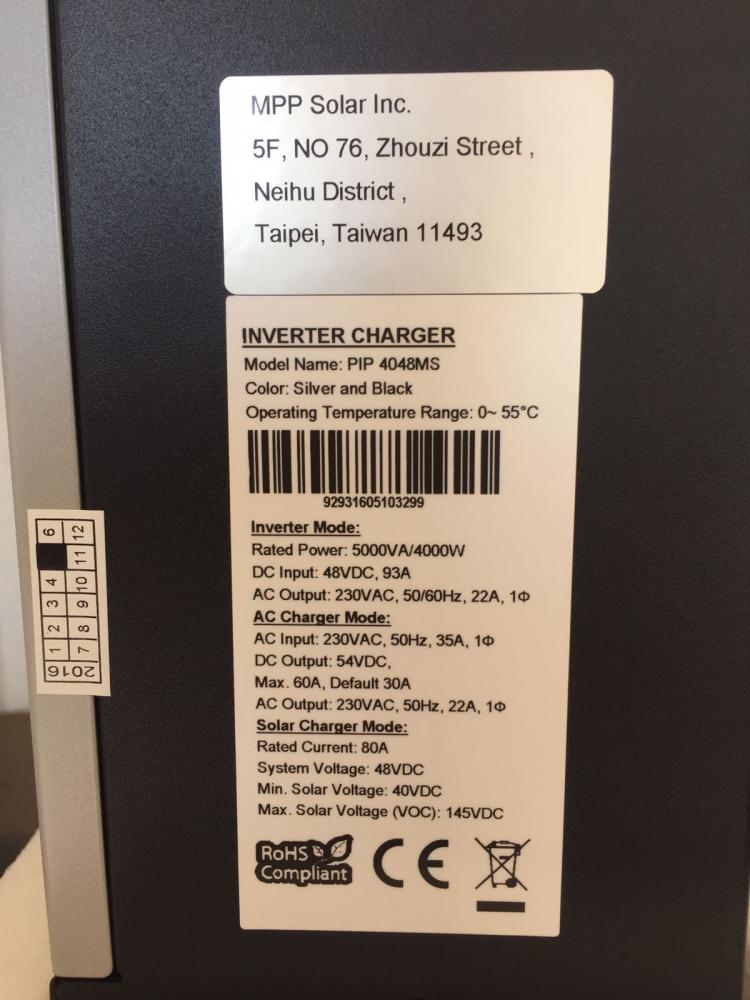 MPP Solar Inc.
5F, NO 76, Zhouzi Street ,
Neihu District ,
Taipei, Taiwan 11493
INVERTER CHARGER
Model Name: PIP 4048MS
Color: Silver and Black
Operating Temperature Range: 0~ 55°C
92931605103299
Inverter Mode:
Rated Power: 5000VA/4000W
DC Input: 48VDC, 93A
AC Output: 230VAC, 50/60Hz, 22A, 1Φ
AC Charger Mode:
AC Input: 230VAC, 50Hz, 35A, 1Φ
DC Output: 54VDC,
Max. 60A, Default 30A
AC Output: 230VAC, 50Hz, 22A, 1Φ
Solar Charger Mode:
Rated Current: 80A
System Voltage: 48VDC
Min. Solar Voltage: 40VDC
Max. Solar Voltage (VOC): 145VDC
RoHS
Compliant
CE
2016
1 2 3 4 6
7 8 9 10 11 12